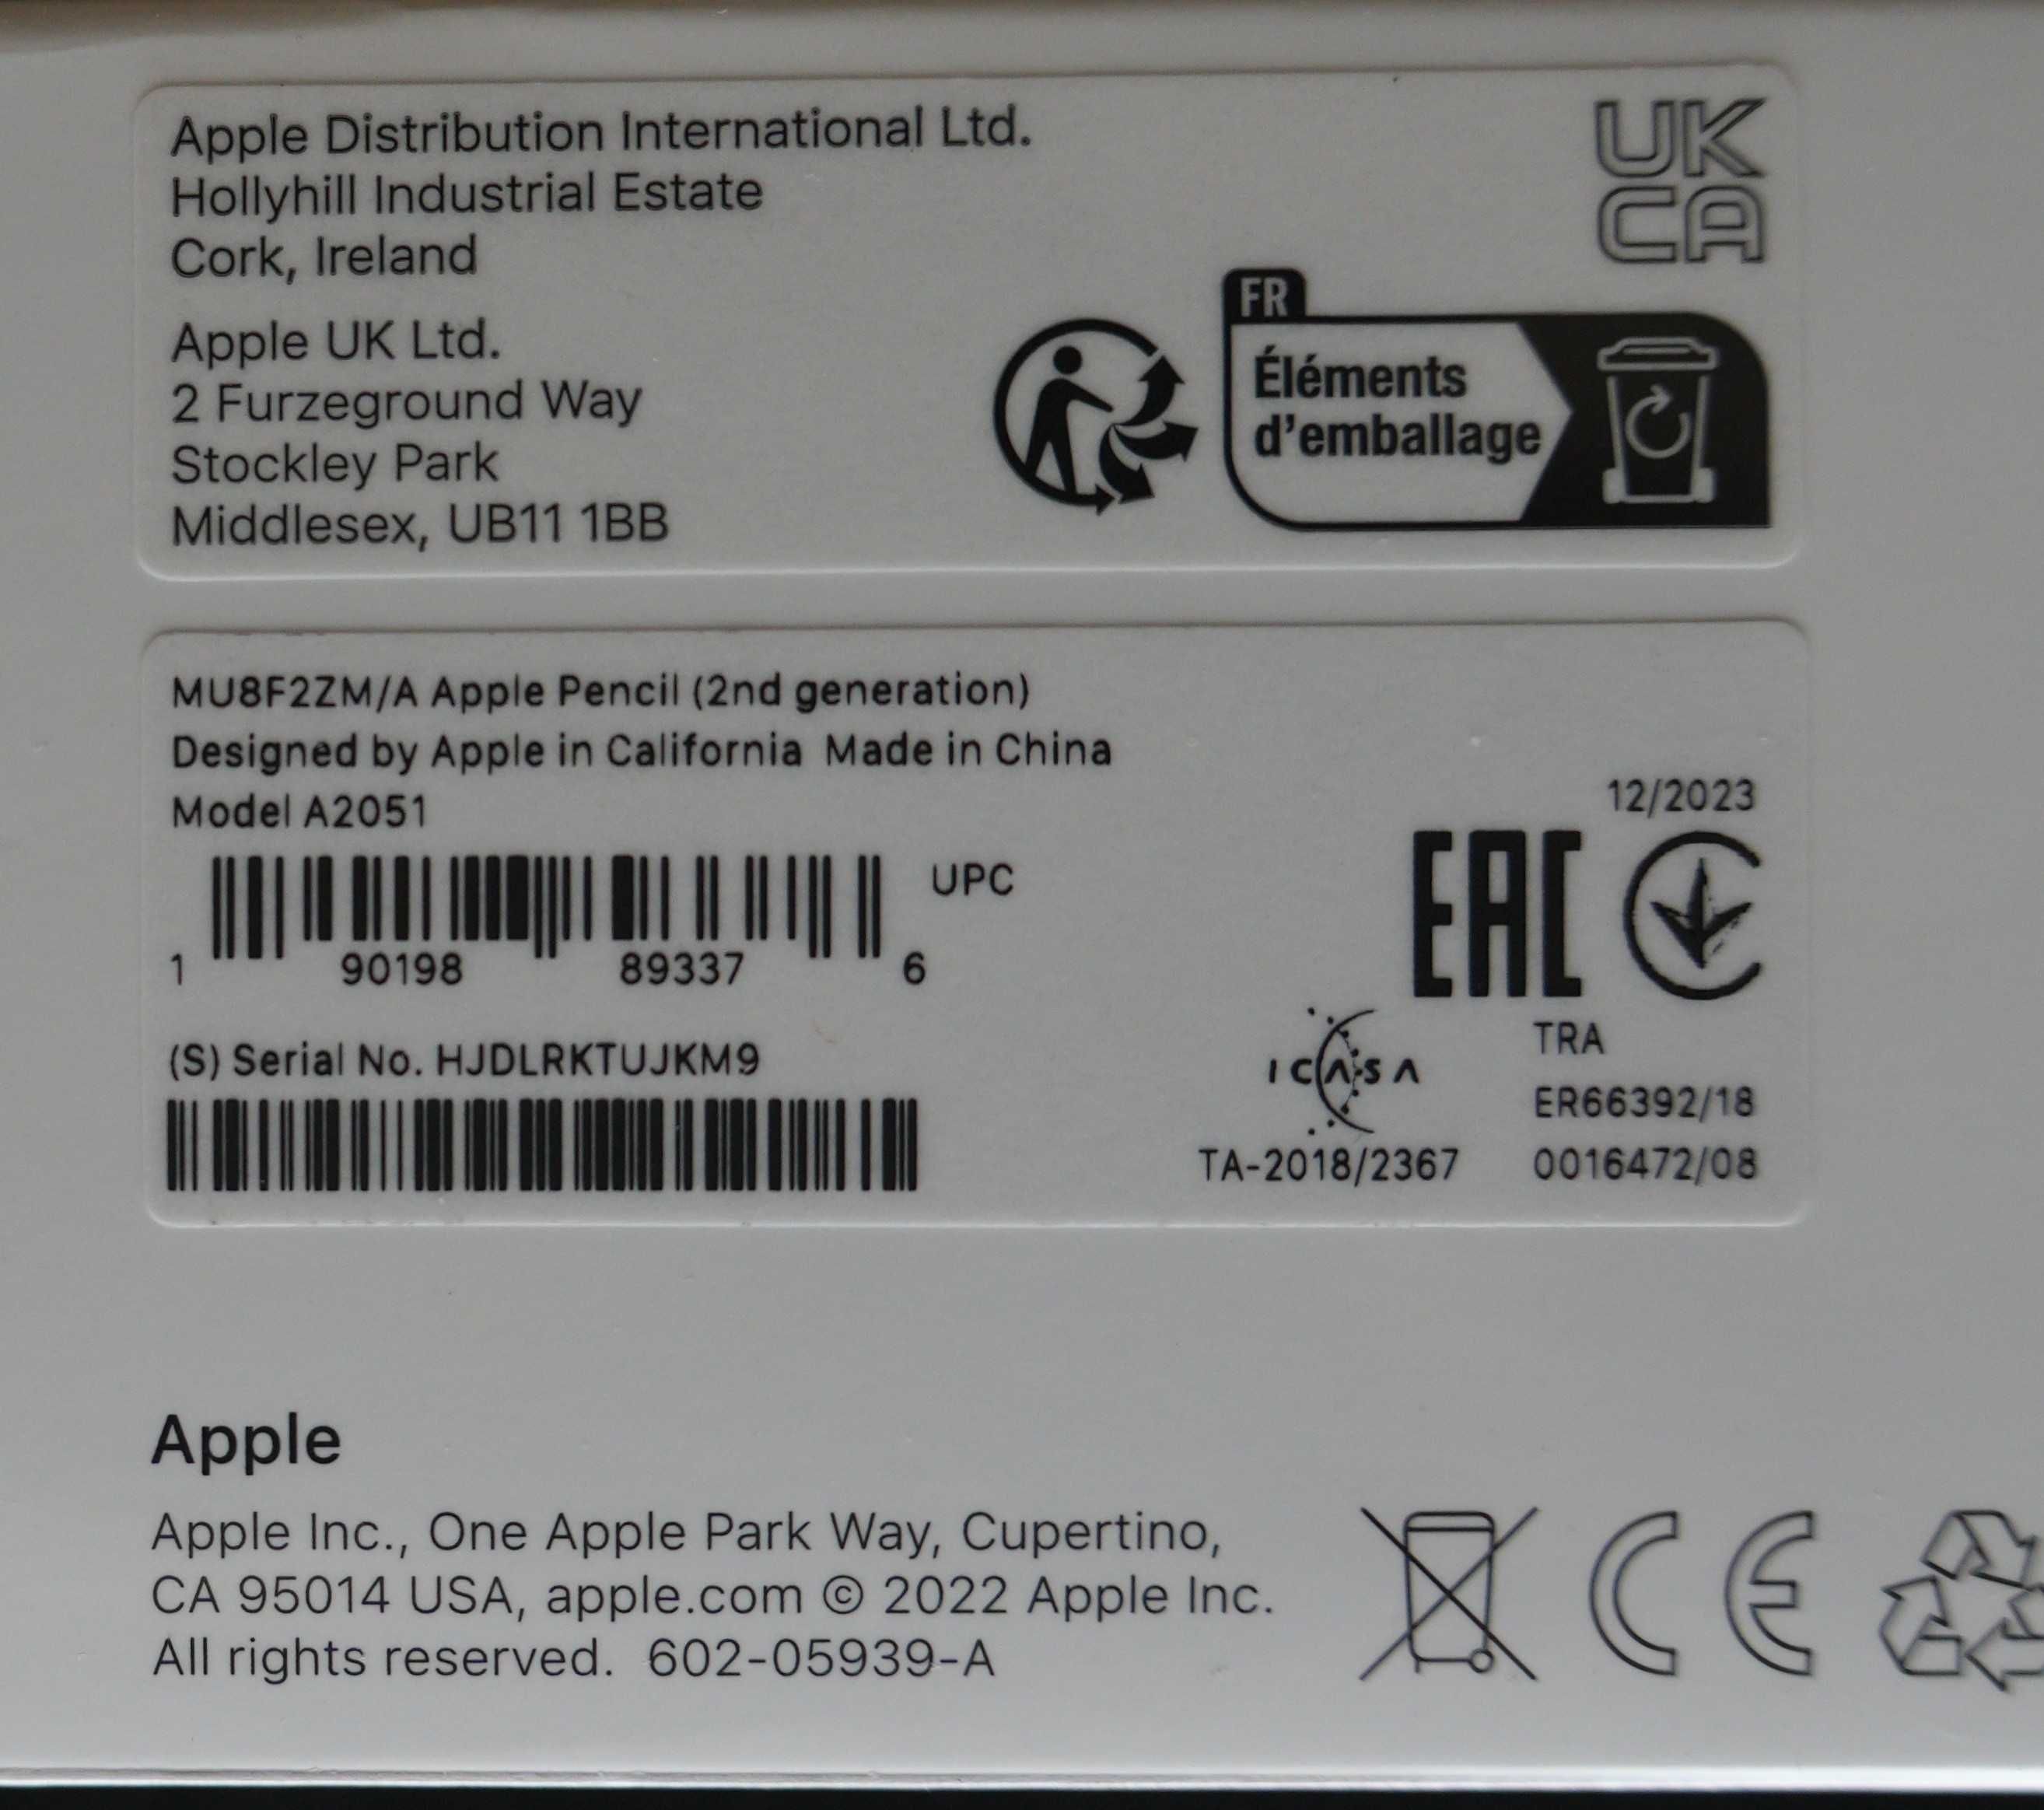 Apple Distribution International Ltd.
Hollyhill Industrial Estate
Cork, Ireland
Apple UK Ltd.
2 Furzeground Way
Stockley Park
Middlesex, UB11 1BB
UK
CA
FR
Éléments
d'emballage
MU8F2ZM/A Apple Pencil (2nd generation)
Designed by Apple in California Made in China
Model A2051
UPC
1 90198 89337 6
(S) Serial No. HJDLRKTUJKM9
12/2023
EAC
ICASA
TA-2018/2367
TRA
ER66392/18
0016472/08
Apple
Apple Inc., One Apple Park Way, Cupertino,
CA 95014 USA, apple.com © 2022 Apple Inc.
All rights reserved. 602-05939-A
CE